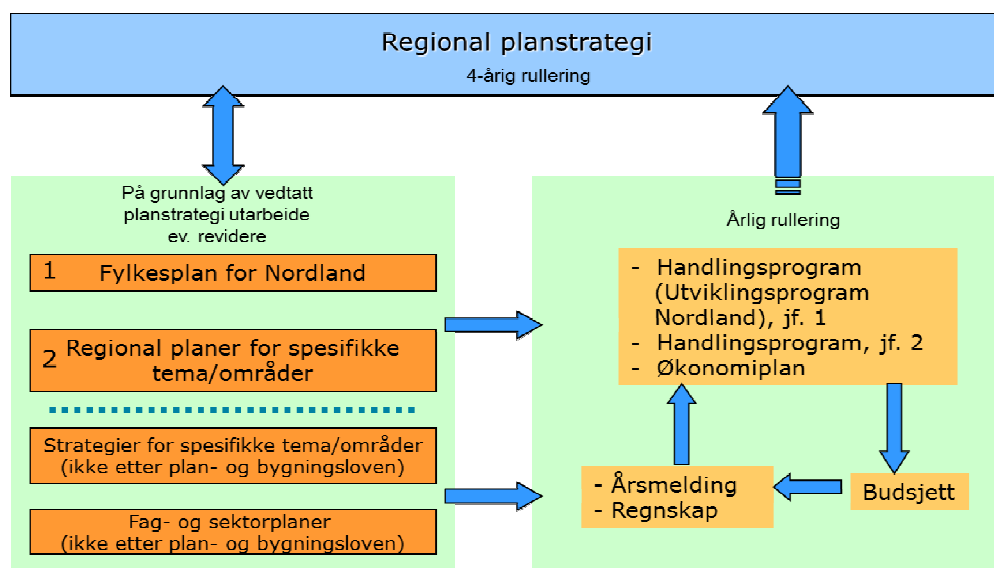 Regional planstrategi
4-årig rullering
På grunnlag av vedtatt
planstrategi utarbeide
ev. revidere
1 Fylkesplan for Nordland
2 Regional planer for spesifikke
tema/områder
Strategier for spesifikke tema/områder
(ikke etter plan- og bygningsloven)
Fag- og sektorplaner
(ikke etter plan- og bygningsloven)
Årlig rullering
- Handlingsprogram
(Utviklingsprogram
Nordland), jf. 1
- Handlingsprogram, jf. 2
- Økonomiplan
- Årsmelding
- Regnskap
Budsjett